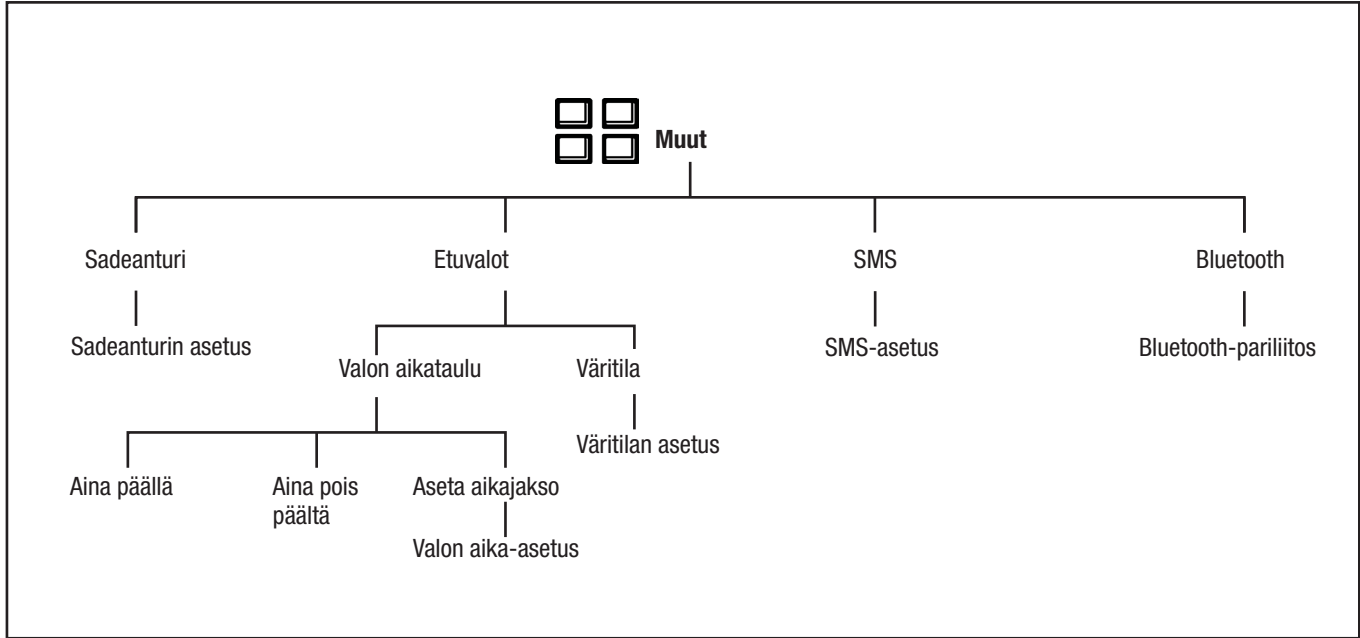 Muut
Sadeanturi
Etuvalot
SMS
Bluetooth
Sadeanturin asetus
Valon aikataulu
Väritila
SMS-asetus
Bluetooth-pariliitos
Väritilan asetus
Aina päällä
Aina pois
päältä
Aseta aikajakso
Valon aika-asetus